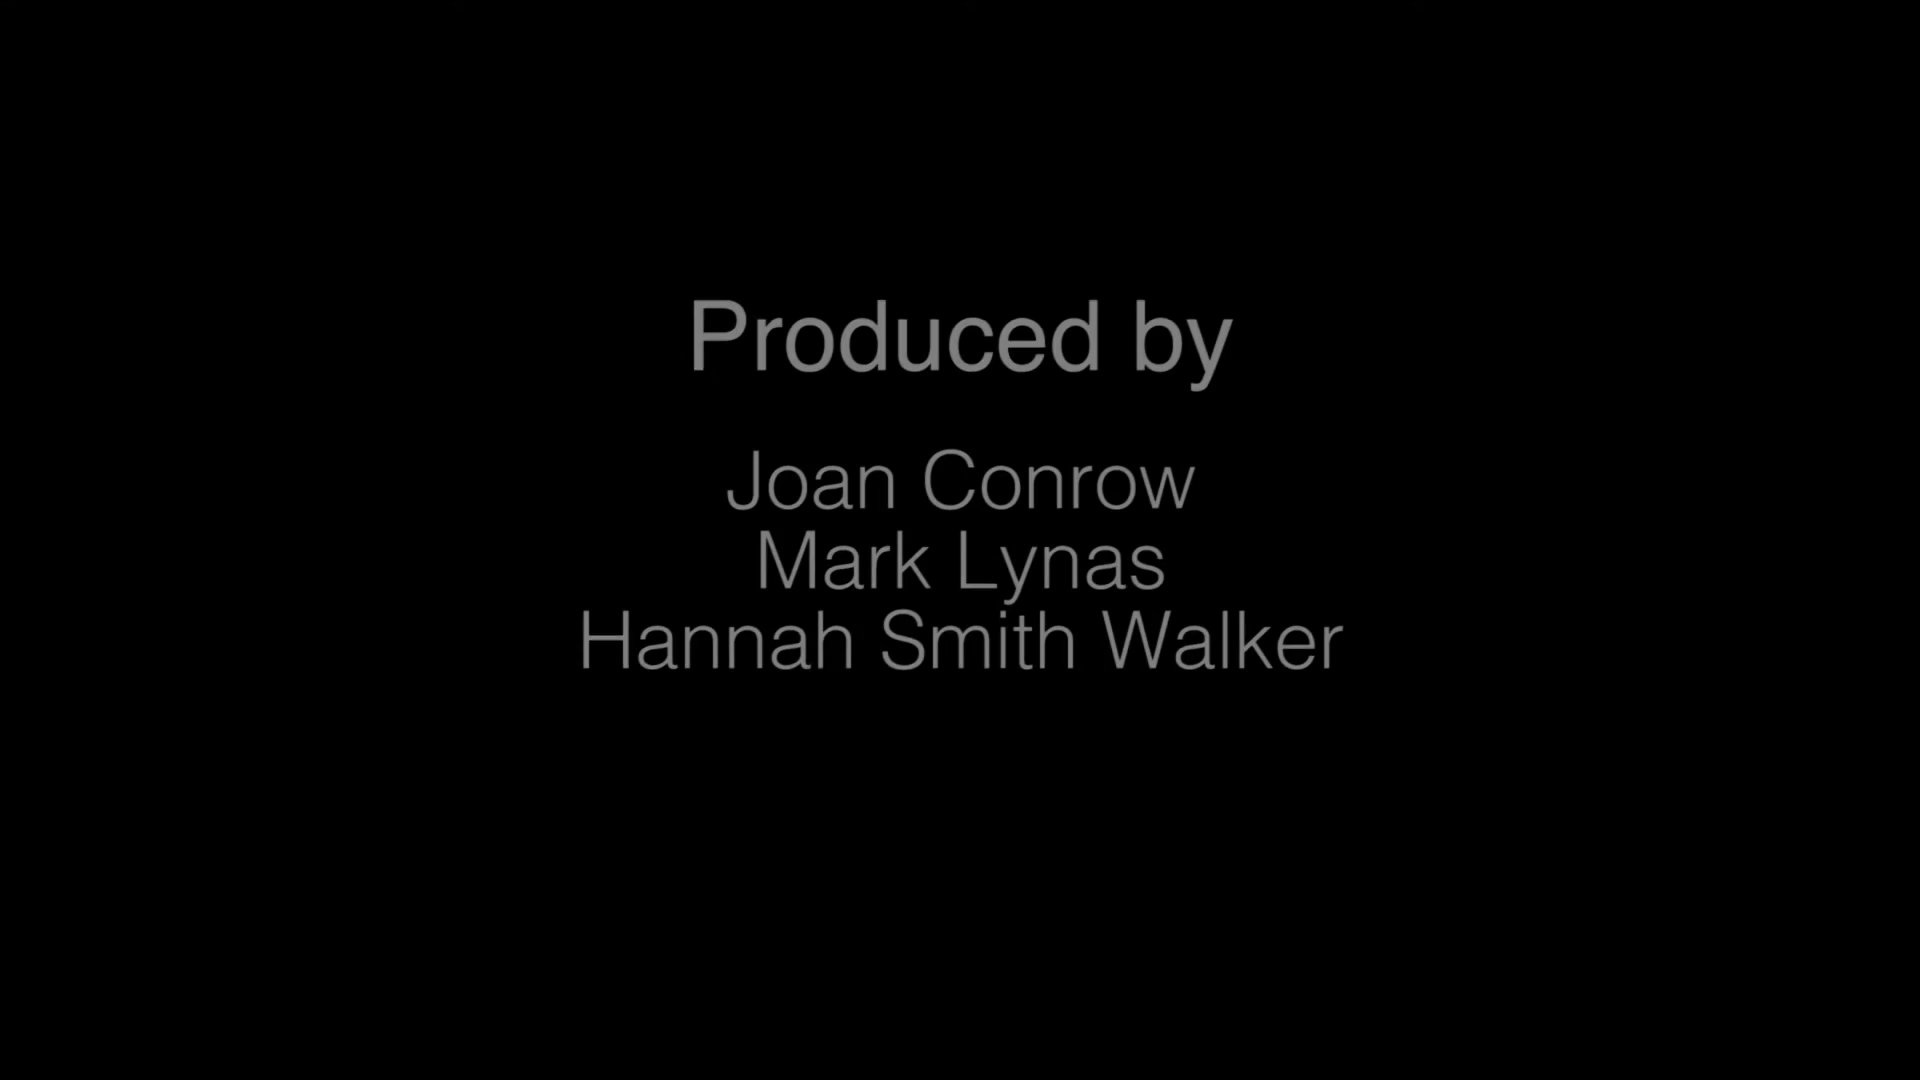 Produced by
Joan Conrow
Mark Lynas
Hannah Smith Walker